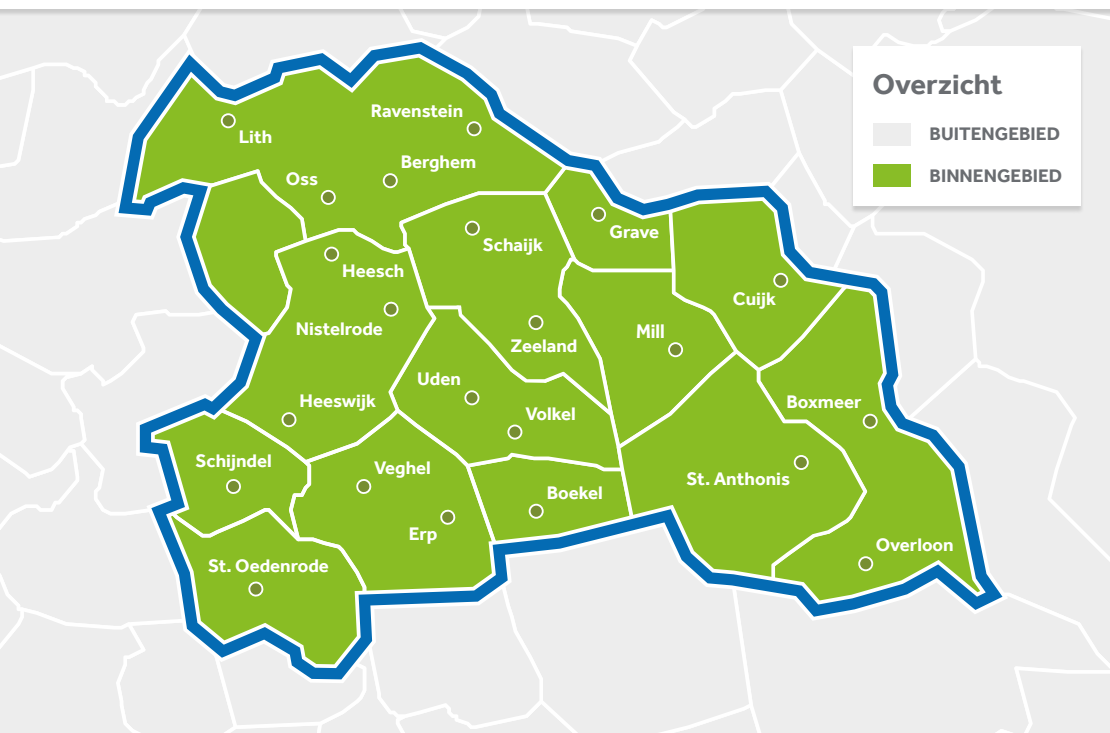 Overzicht
BUITENGEBIED
BINNENGEBIED
Ravenstein
Lith
Berghem
Oss
Grave
Schaijk
Heesch
Cuijk
Nistelrode
Mill
Zeeland
Uden
Heeswijk
Boxmeer
Volkel
Schijndel
Veghel
St. Anthonis
Boekel
Erp
Overloon
St. Oedenrode